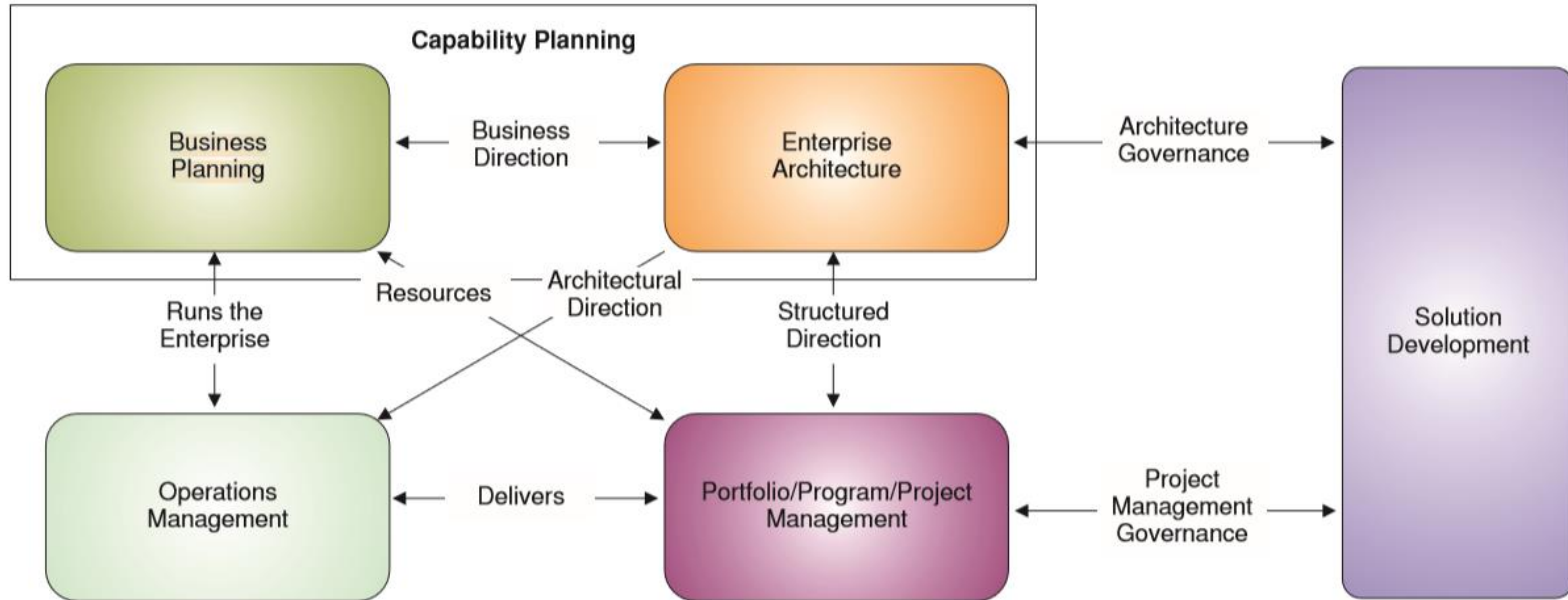 Capability Planning
Business
Planning
Business
Direction
Enterprise
Architecture
Architecture
Governance
Resources
Architectural
Direction
Runs the
Enterprise
Structured
Direction
Solution
Development
Operations
Management
Delivers
Portfolio/Program/Project
Management
Project
Management
Governance